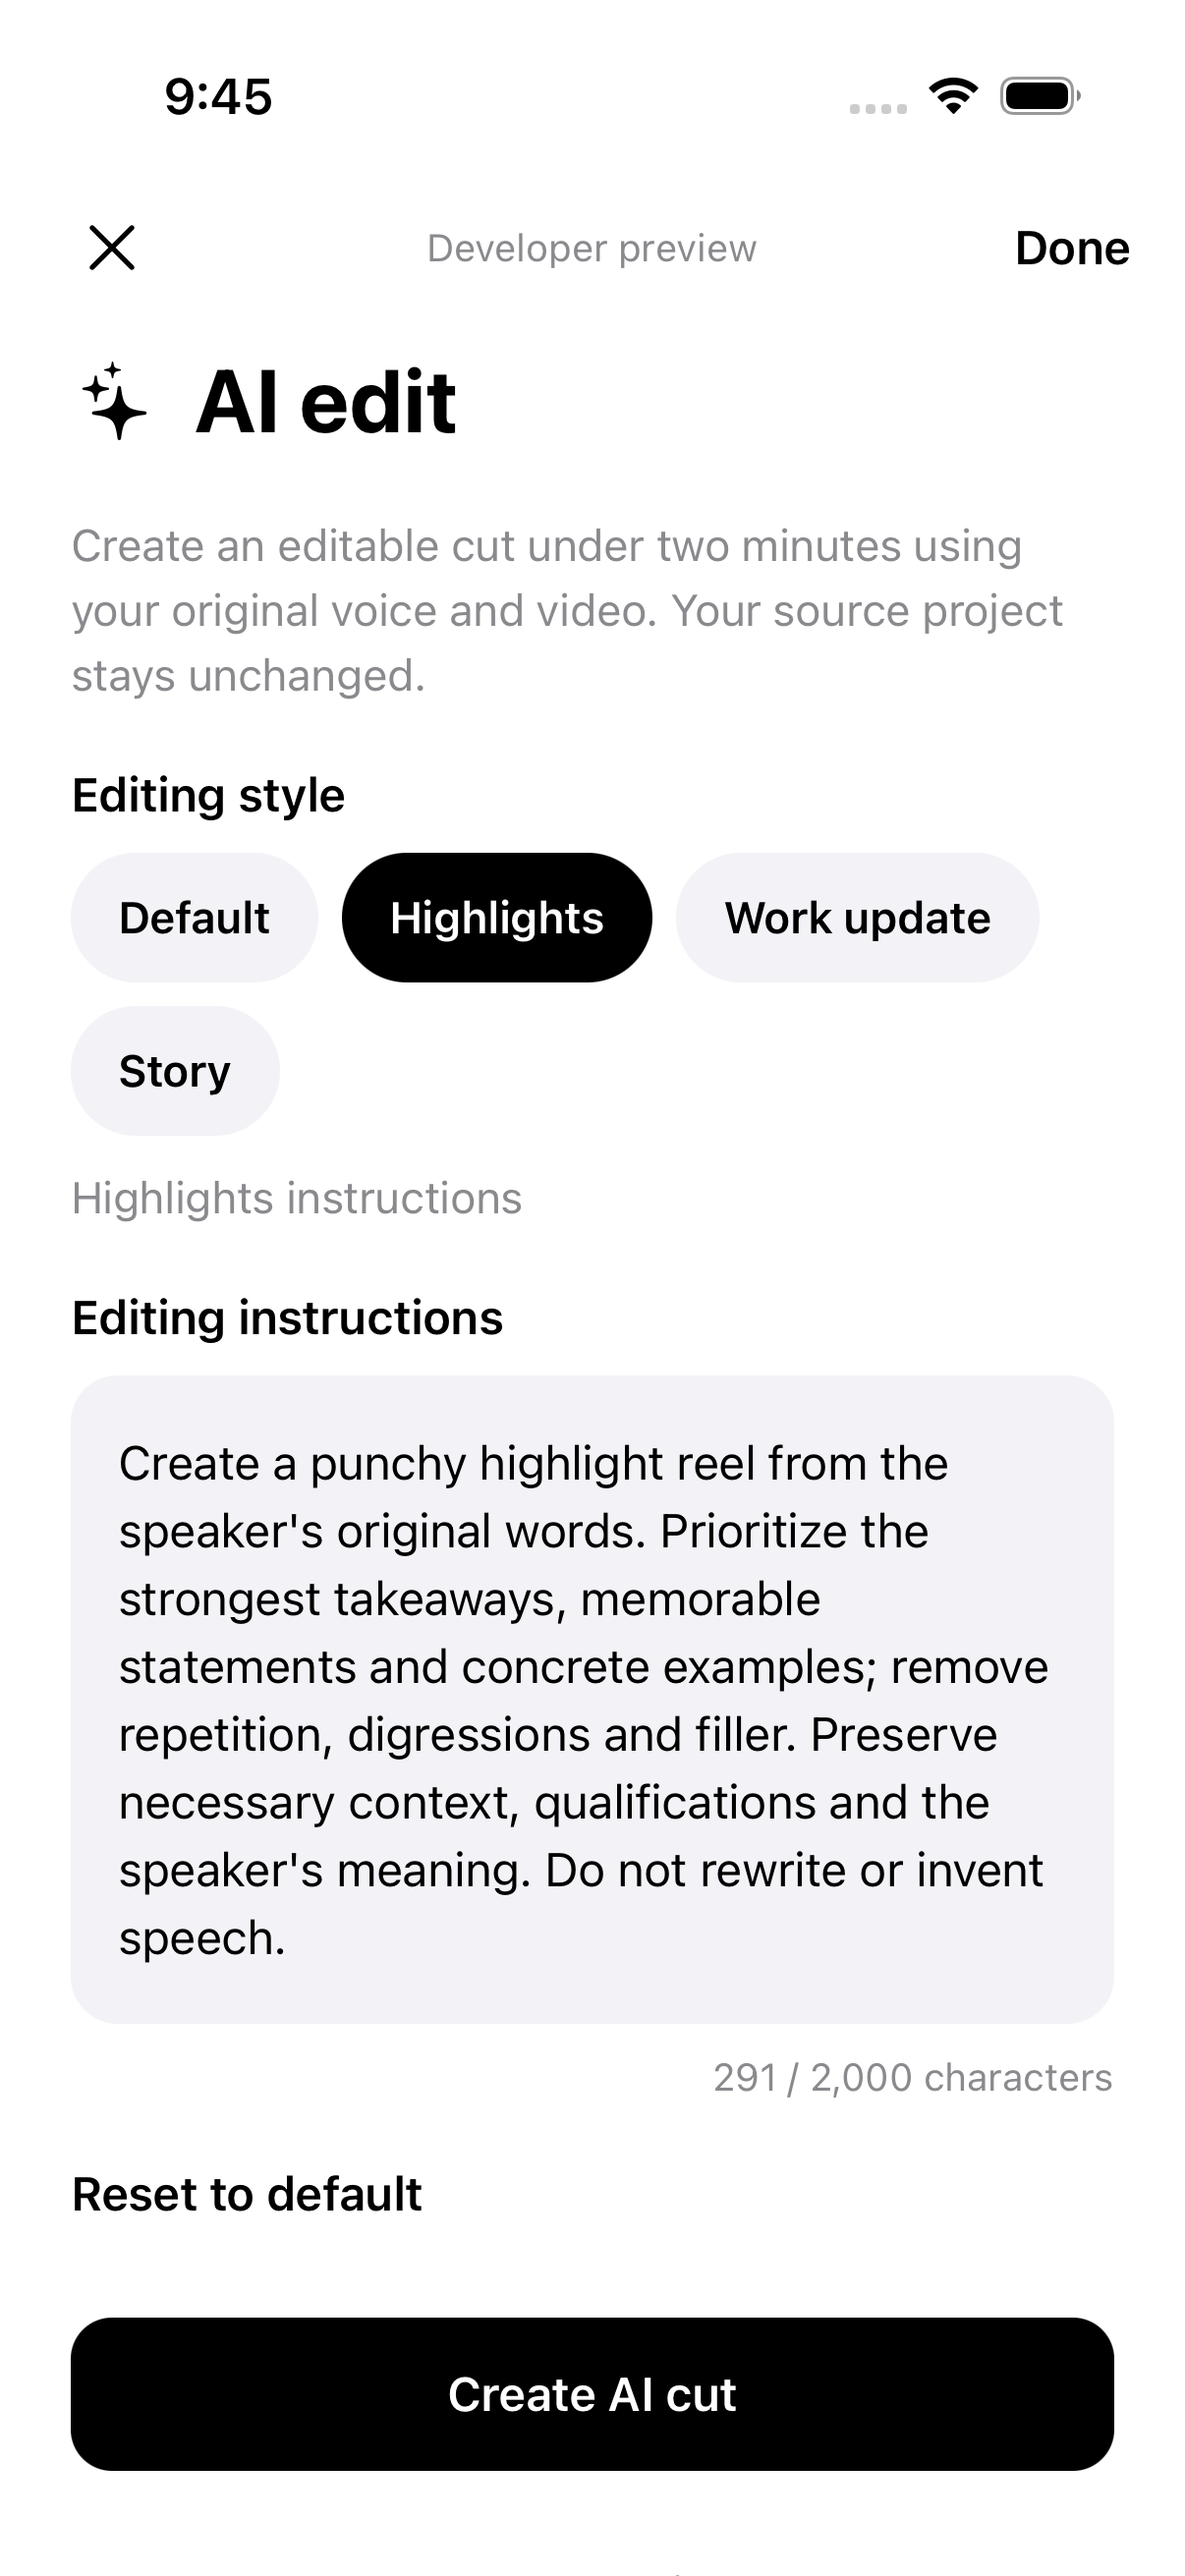 9:45
Developer preview
Done
AI edit
Create an editable cut under two minutes using
your original voice and video. Your source project
stays unchanged.
Editing style
Default
Highlights
Work update
Story
Highlights instructions
Editing instructions
Create a punchy highlight reel from the
speaker's original words. Prioritize the
strongest takeaways, memorable
statements and concrete examples; remove
repetition, digressions and filler. Preserve
necessary context, qualifications and the
speaker's meaning. Do not rewrite or invent
speech.
291 / 2,000 characters
Reset to default
Create AI cut